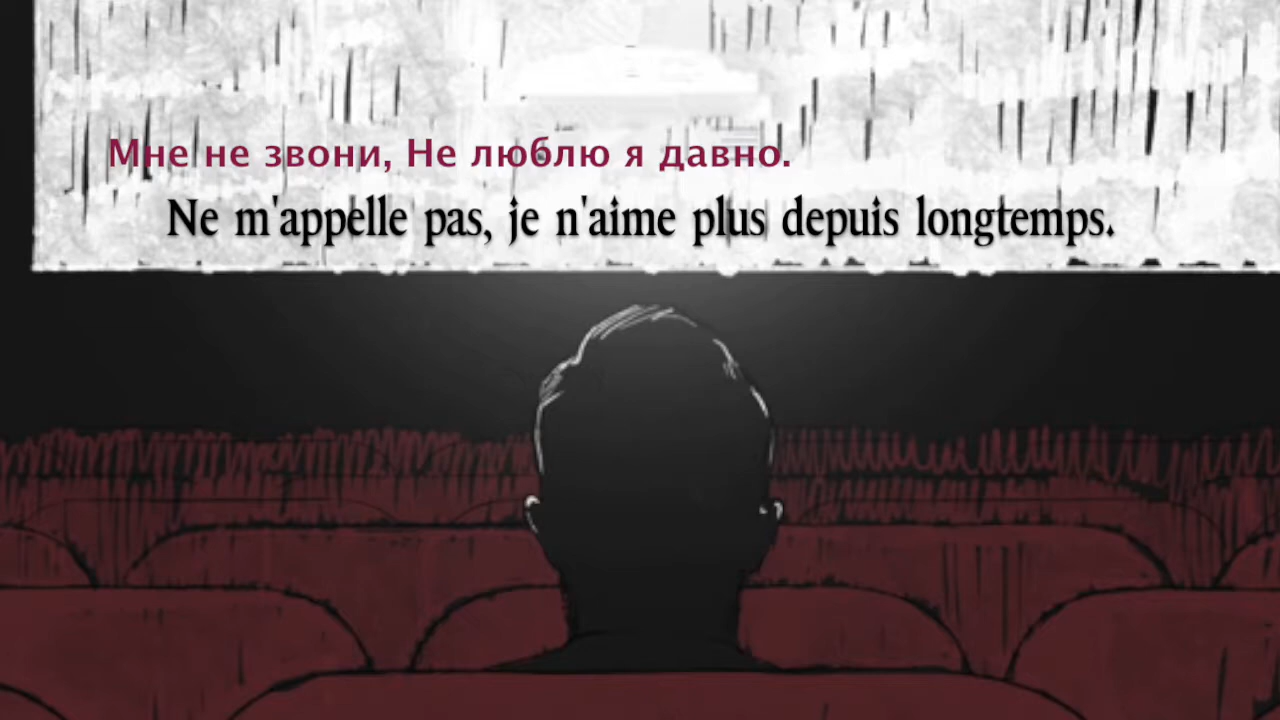 Мне не звони, Не люблю я давно.
Ne m'appelle pas, je n'aime plus depuis longtemps.